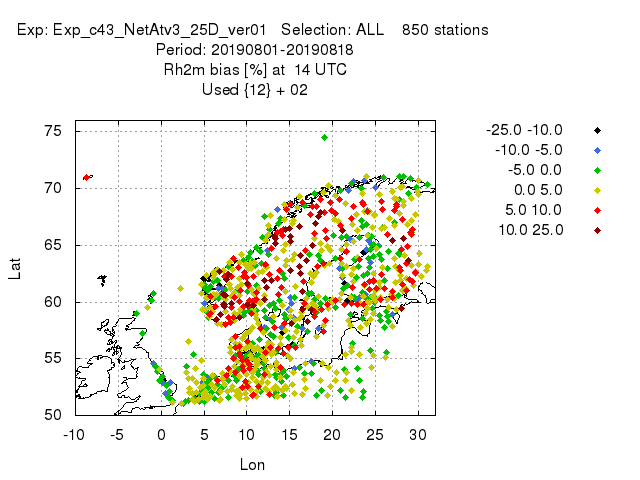 Exp: Exp_c43_NetAtv3_25D_ver01 Selection: ALL 850 stations
Period: 20190801-20190818
Rh2m bias [%] at 14 UTC
Used {12} + 02
-25.0 -10.0
-10.0 -5.0
-5.0 0.0
0.0 5.0
5.0 10.0
10.0 25.0
75
70
65
60
55
50
Lat
-10 -5 0 5 10 15 20 25 30
Lon